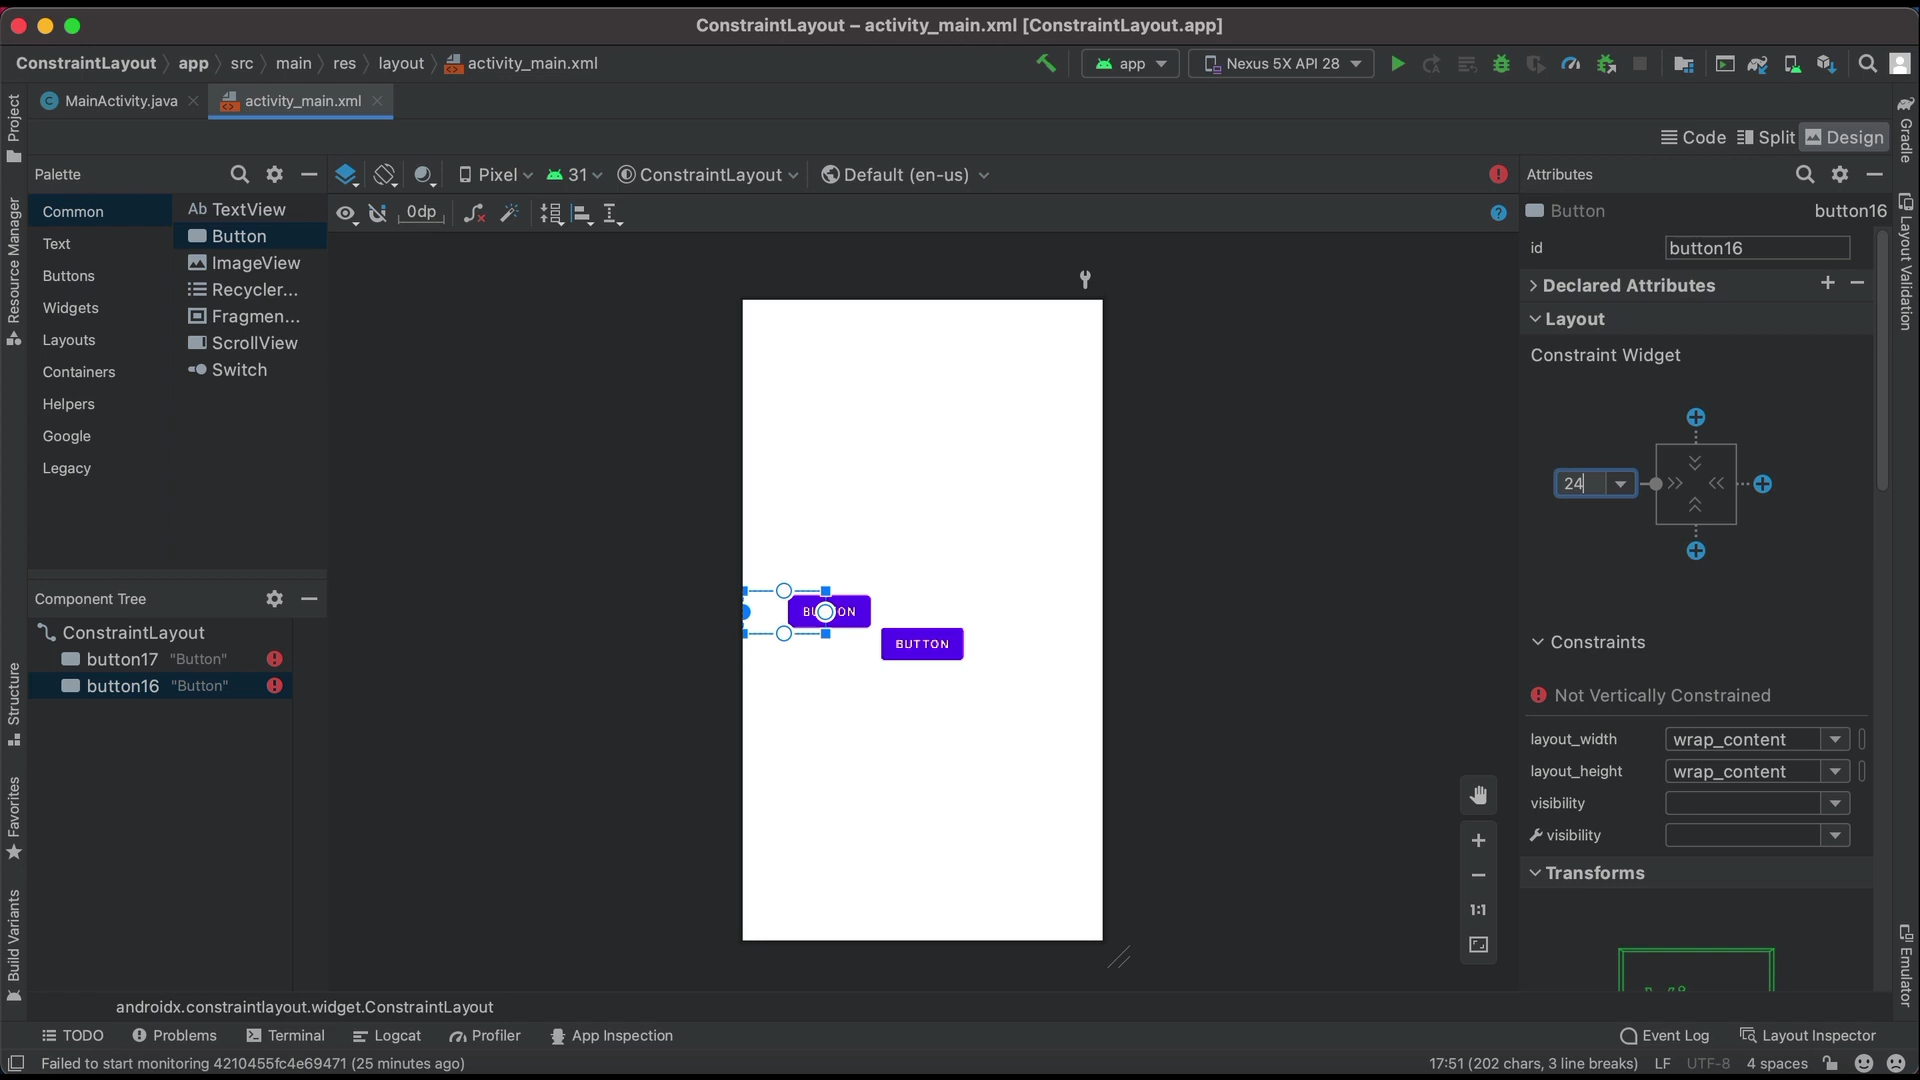 ConstraintLayout – activity_main.xml [ConstraintLayout.app]
ConstraintLayout app src main res layout activity_main.xml
app
Nexus 5X API 28
MainActivity.java
activity_main.xml
Code
Split
Design
Project
Resource Manager
Structure
Favorites
Build Variants
Gradle
Layout Validation
Emulator
Palette
Common
Text
Buttons
Widgets
Layouts
Containers
Helpers
Google
Legacy
Ab TextView
Button
ImageView
Recycler...
Fragmen...
ScrollView
Switch
Pixel
31
ConstraintLayout
Default (en-us)
0dp
BUTTON
BUTTON
1:1
Component Tree
ConstraintLayout
button17 "Button"
button16 "Button"
Attributes
Button
button16
id
button16
Declared Attributes
Layout
Constraint Widget
24
Constraints
Not Vertically Constrained
layout_width
wrap_content
layout_height
wrap_content
visibility
visibility
Transforms
androidx.constraintlayout.widget.ConstraintLayout
TODO
Problems
Terminal
Logcat
Profiler
App Inspection
Event Log
Layout Inspector
Failed to start monitoring 4210455fc4e69471 (25 minutes ago)
17:51 (202 chars, 3 line breaks)
LF
UTF-8
4 spaces